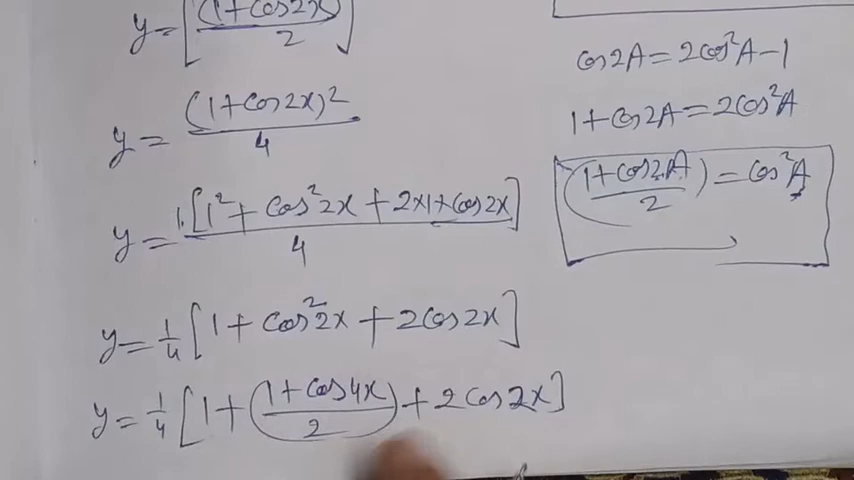 y=[(1+cos2x)/2]
y = (1+cos2x)²/4
y = 1.[1²+cos²2x+2×1+cos2x]/4
y = 1/4[1+cos²2x+2cos2x]
y = 1/4[1+(1+cos4x/2)+2cos2x]
cos2A=2cos²A-1
1+cos2A=2cos²A
(1+cos2A/2)=cos²A